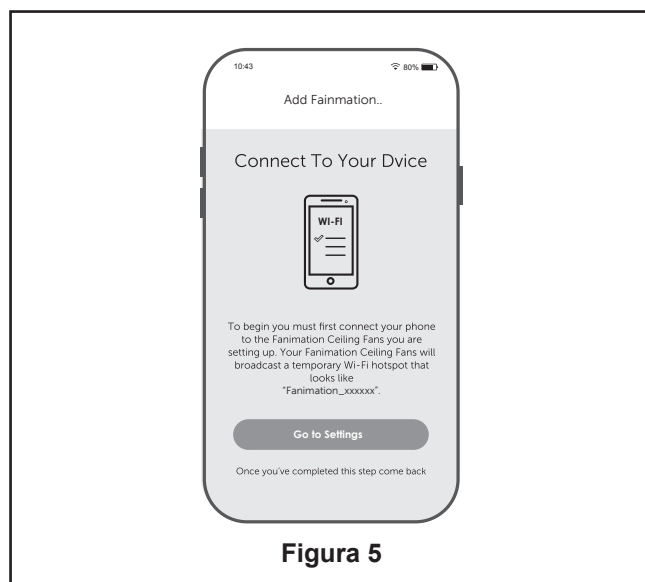 10:43
80%
Add Fainmation..
Connect To Your Dvice
WI-FI
To begin you must first connect your phone
to the Fanimation Ceiling Fans you are
setting up. Your Fanimation Ceiling Fans will
broadcast a temporary Wi-Fi hotspot that
looks like
"Fanimation_xxxxxx".
Go to Settings
Once you've completed this step come back
Figura 5